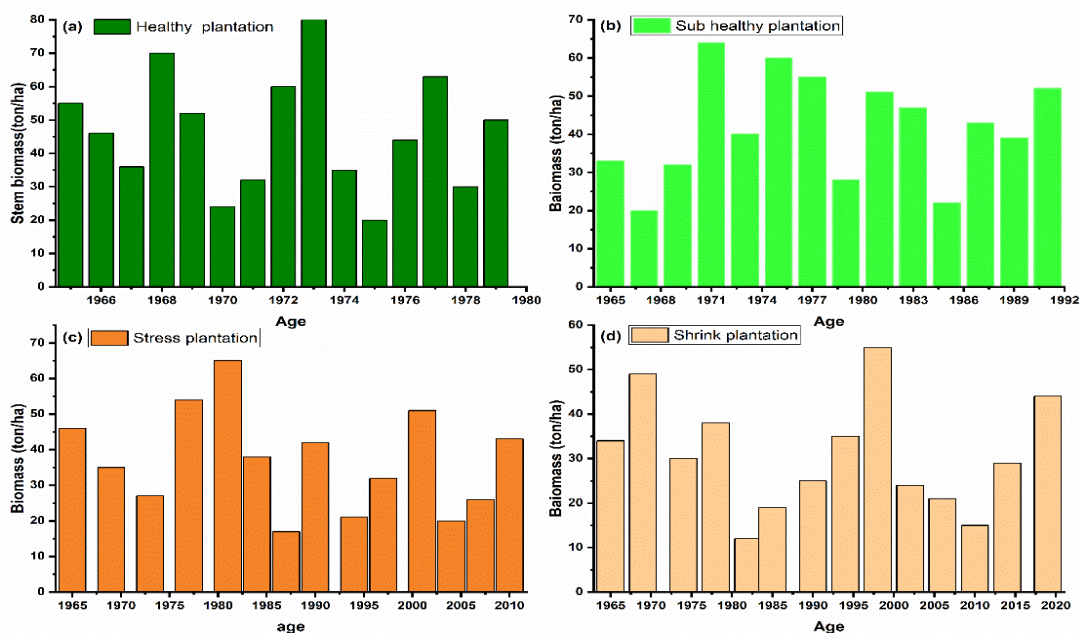 (a) Healthy plantation
Stem biomass(ton/ha)
80
70
60
50
40
30
20
10
0
1966 1968 1970 1972 1974 1976 1978 1980
Age
(b) Sub healthy plantation
Baiomass (ton/ha)
70
60
50
40
30
20
10
0
1965 1968 1971 1974 1977 1980 1983 1986 1989 1992
Age
(c) Stress plantation
Biomass (ton/ha)
70
60
50
40
30
20
10
0
1965 1970 1975 1980 1985 1990 1995 2000 2005 2010
age
(d) Shrink plantation
Baiomass (ton/ha)
60
50
40
30
20
10
0
1965 1970 1975 1980 1985 1990 1995 2000 2005 2010 2015 2020
Age